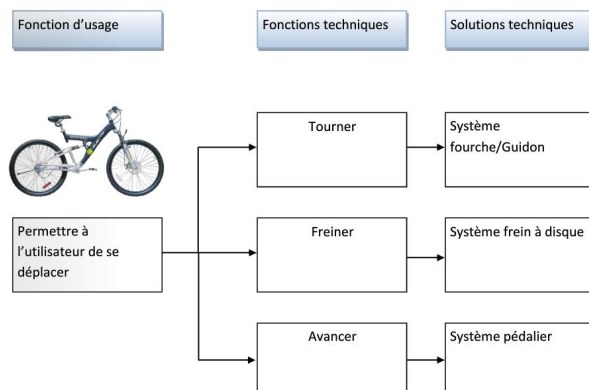 Fonction d'usage
Fonctions techniques
Solutions techniques
Tourner
Système
fourche/Guidon
Permettre à
l'utilisateur de se
déplacer
Freiner
Système frein à disque
Avancer
Système pédalier